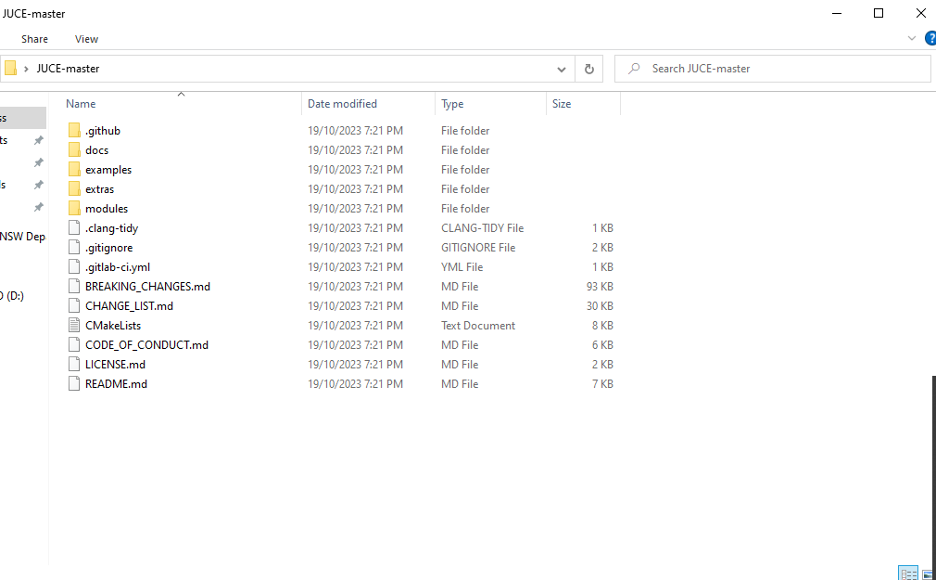 JUCE-master
Share View
JUCE-master Search JUCE-master
Name Date modified Type Size
.github 19/10/2023 7:21 PM File folder
docs 19/10/2023 7:21 PM File folder
examples 19/10/2023 7:21 PM File folder
extras 19/10/2023 7:21 PM File folder
modules 19/10/2023 7:21 PM File folder
.clang-tidy 19/10/2023 7:21 PM CLANG-TIDY File 1 KB
.gitignore 19/10/2023 7:21 PM GITIGNORE File 2 KB
.gitlab-ci.yml 19/10/2023 7:21 PM YML File 1 KB
BREAKING_CHANGES.md 19/10/2023 7:21 PM MD File 93 KB
CHANGE_LIST.md 19/10/2023 7:21 PM MD File 30 KB
CMakeLists 19/10/2023 7:21 PM Text Document 8 KB
CODE_OF_CONDUCT.md 19/10/2023 7:21 PM MD File 6 KB
LICENSE.md 19/10/2023 7:21 PM MD File 2 KB
README.md 19/10/2023 7:21 PM MD File 7 KB
ss
ts
ls
NSW Dep
(D:)